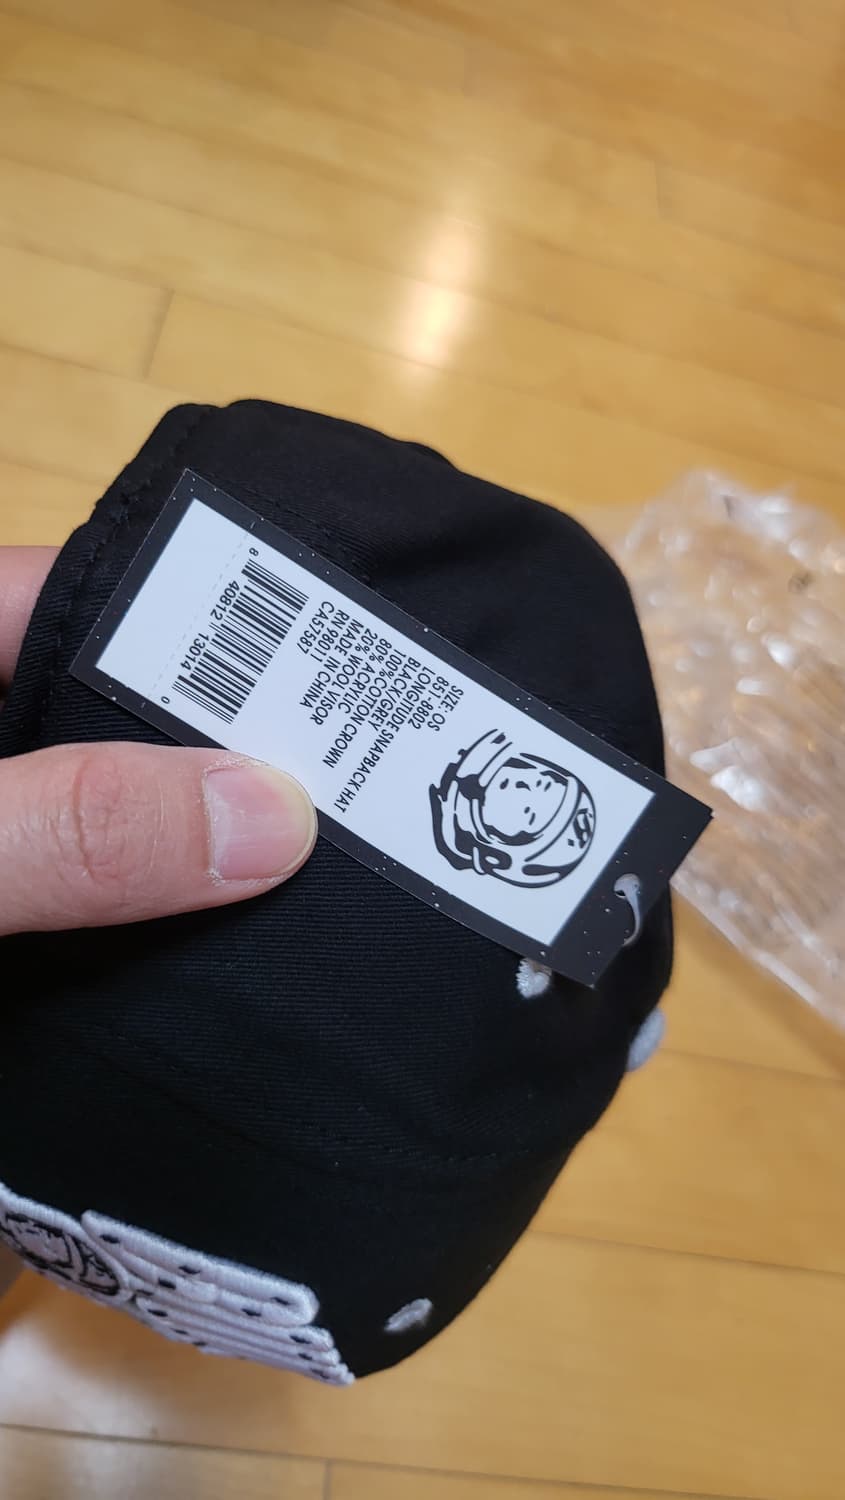 SIZE: OS
851-8802
LONGITUDE SNAPBACK HAT
BLACK/GREY
100% COTTON CROWN
80% ACRYLIC
20% WOOL VISOR
MADE IN CHINA
RN 98011
CA57587
8 40812 13014 0